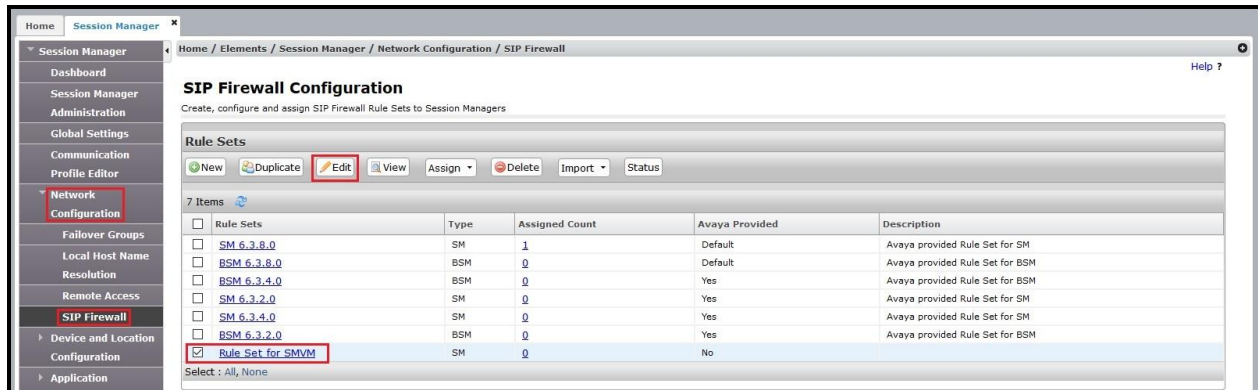 Home Session Manager ×
Session Manager
Dashboard
Session Manager
Administration
Global Settings
Communication
Profile Editor
Network
Configuration
Failover Groups
Local Host Name
Resolution
Remote Access
SIP Firewall
Device and Location
Configuration
Application
Home / Elements / Session Manager / Network Configuration / SIP Firewall
Help ?
SIP Firewall Configuration
Create, configure and assign SIP Firewall Rule Sets to Session Managers
Rule Sets
New Duplicate Edit View Assign Delete Import Status
7 Items
Rule Sets Type Assigned Count Avaya Provided Description
SM 6.3.8.0 SM 1 Default Avaya provided Rule Set for SM
BSM 6.3.8.0 BSM 0 Default Avaya provided Rule Set for BSM
BSM 6.3.4.0 BSM 0 Yes Avaya provided Rule Set for BSM
SM 6.3.2.0 SM 0 Yes Avaya provided Rule Set for SM
SM 6.3.4.0 SM 0 Yes Avaya provided Rule Set for SM
BSM 6.3.2.0 BSM 0 Yes Avaya provided Rule Set for BSM
Rule Set for SMVM SM 0 No
Select : All, None